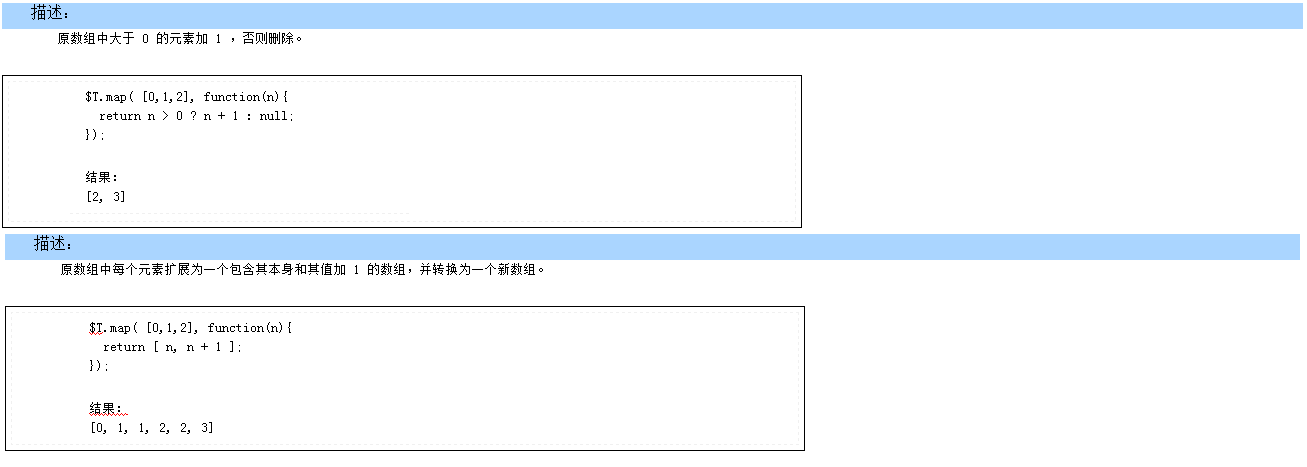 描述:
原数组中大于 0 的元素加 1 ，否则删除。
$T.map( [0,1,2], function(n){
return n > 0 ? n + 1 : null;
});
结果:
[2, 3]
描述:
原数组中每个元素扩展为一个包含其本身和其值加 1 的数组，并转换为一个新数组。
$T.map( [0,1,2], function(n){
return [ n, n + 1 ];
});
结果:
[0, 1, 1, 2, 2, 3]